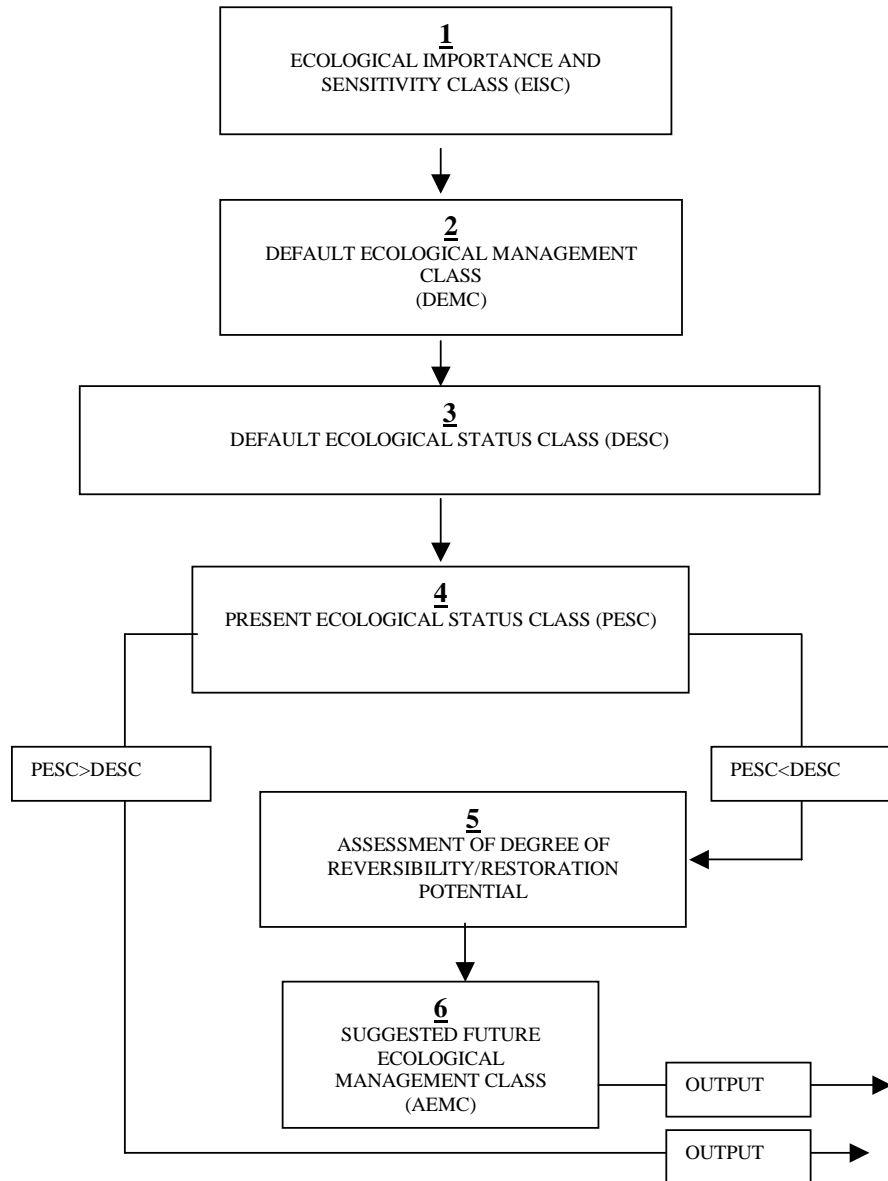 1
ECOLOGICAL IMPORTANCE AND
SENSITIVITY CLASS (EISC)
2
DEFAULT ECOLOGICAL MANAGEMENT
CLASS
(DEMC)
3
DEFAULT ECOLOGICAL STATUS CLASS (DESC)
4
PRESENT ECOLOGICAL STATUS CLASS (PESC)
PESC>DESC
PESC<DESC
5
ASSESSMENT OF DEGREE OF
REVERSIBILITY/RESTORATION
POTENTIAL
6
SUGGESTED FUTURE
ECOLOGICAL
MANAGEMENT CLASS
(AEMC)
OUTPUT
OUTPUT